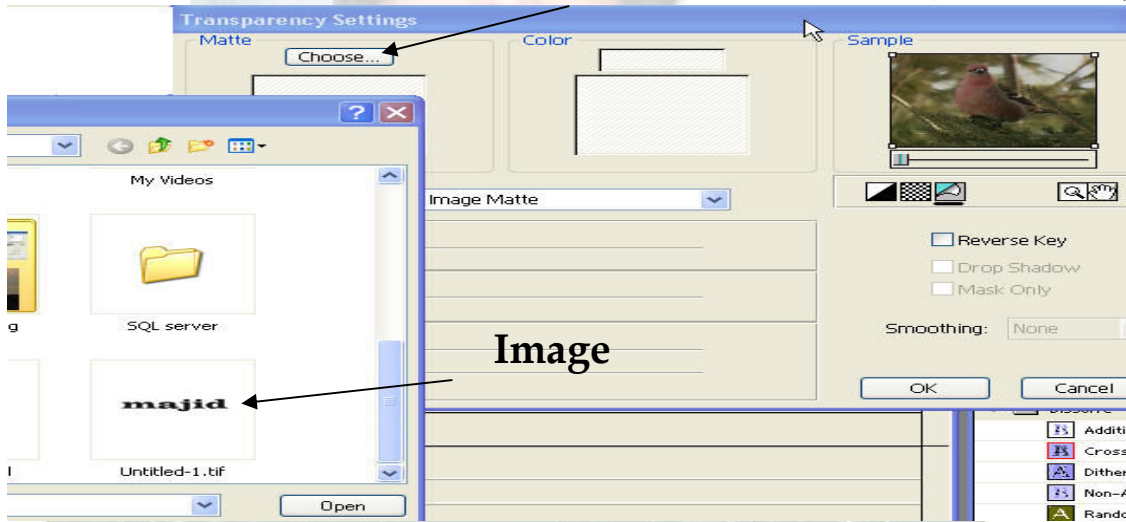 Transparency Settings
Matte
Choose...
Color
Sample
My Videos
Image Matte
Reverse Key
Drop Shadow
Mask Only
g
SQL server
Smoothing: None
Image
majid
OK
Cancel
Additi
Cross
l
Untitled-1.tif
Dither
Non-A
Open
Rando